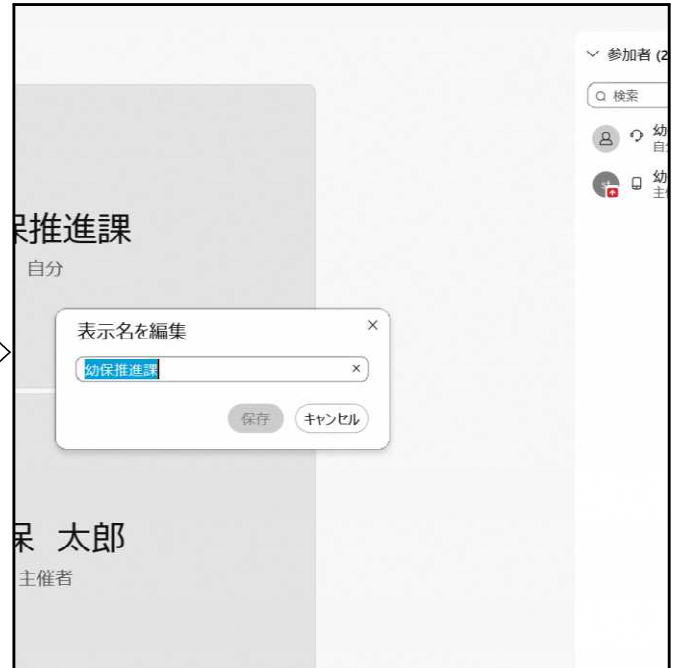 参加者 (2
検索
幼
自
幼
主
保推進課
自分
表示名を編集
幼保推進課
保存
キャンセル
保 太郎
主催者